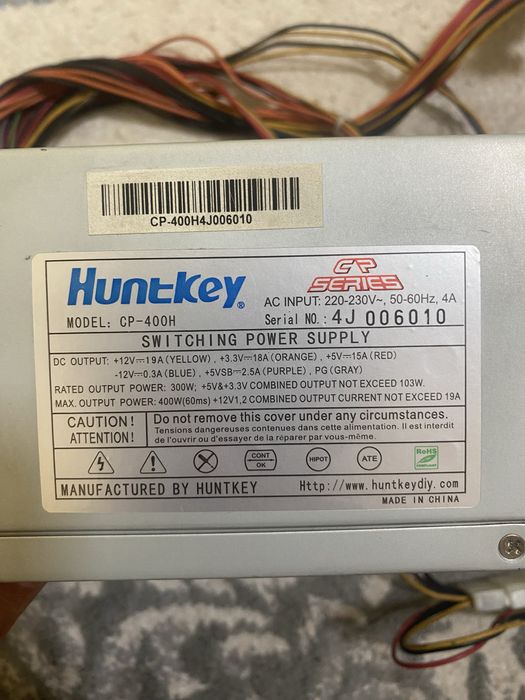 CP-400H4J006010
Huntkey®
CP SERIES
AC INPUT: 220-230V~, 50-60Hz, 4A
MODEL: CP-400H
Serial NO.: 4J 006010
SWITCHING POWER SUPPLY
DC OUTPUT: +12V⎓19A (YELLOW), +3.3V⎓18A (ORANGE), +5V⎓15A (RED)
-12V⎓0.3A (BLUE), +5VSB⎓2.5A (PURPLE), PG (GRAY)
RATED OUTPUT POWER: 300W; +5V&+3.3V COMBINED OUTPUT NOT EXCEED 103W.
MAX. OUTPUT POWER: 400W(60ms) +12V1,2 COMBINED OUTPUT CURRENT NOT EXCEED 19A
CAUTION!
ATTENTION!
Do not remove this cover under any circumstances.
Tensions dangereuses contenues dans cette alimentation. Il est interdit
de l'ouvrir ou d'essayer de la réparer par vous-même.
CONT
OK
HIPOT
ATE
RoHS
COMPLIANT
MANUFACTURED BY HUNTKEY
Http://www.huntkeydiy.com
MADE IN CHINA